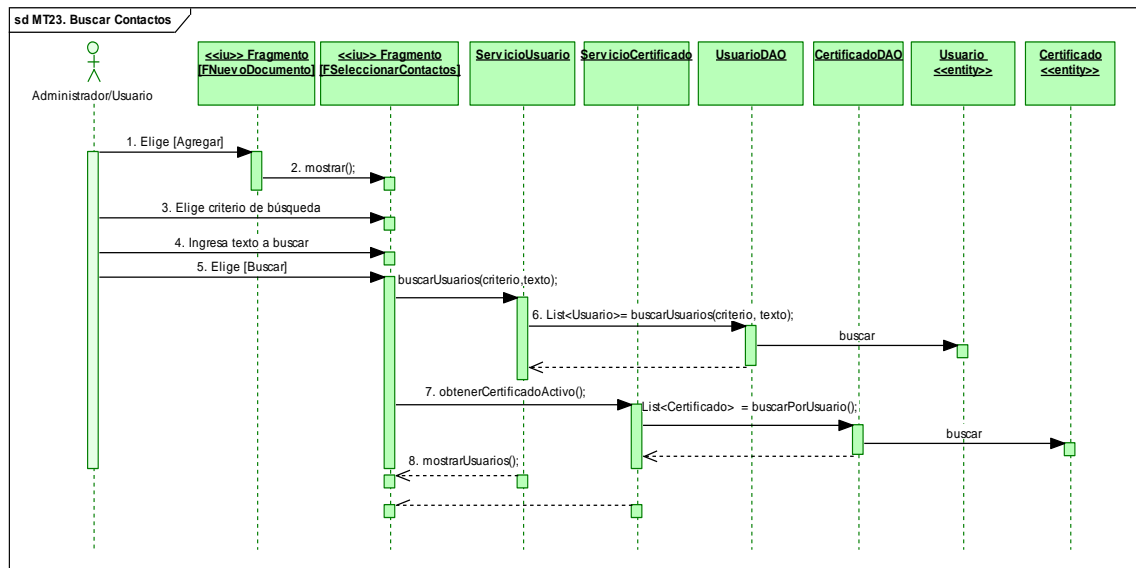 sd MT23. Buscar Contactos
Administrador/Usuario
<<iu>> Fragmento
[FNuevoDocumento]
<<iu>> Fragmento
[FSeleccionarContactos]
ServicioUsuario
ServicioCertificado
UsuarioDAO
CertificadoDAO
Usuario
<<entity>>
Certificado
<<entity>>
1. Elige [Agregar]
2. mostrar();
3. Elige criterio de búsqueda
4. Ingresa texto a buscar
5. Elige [Buscar]
buscarUsuarios(criterio,texto);
6. List<Usuario>= buscarUsuarios(criterio, texto);
buscar
7. obtenerCertificadoActivo();
List<Certificado> = buscarPorUsuario();
buscar
8. mostrarUsuarios();